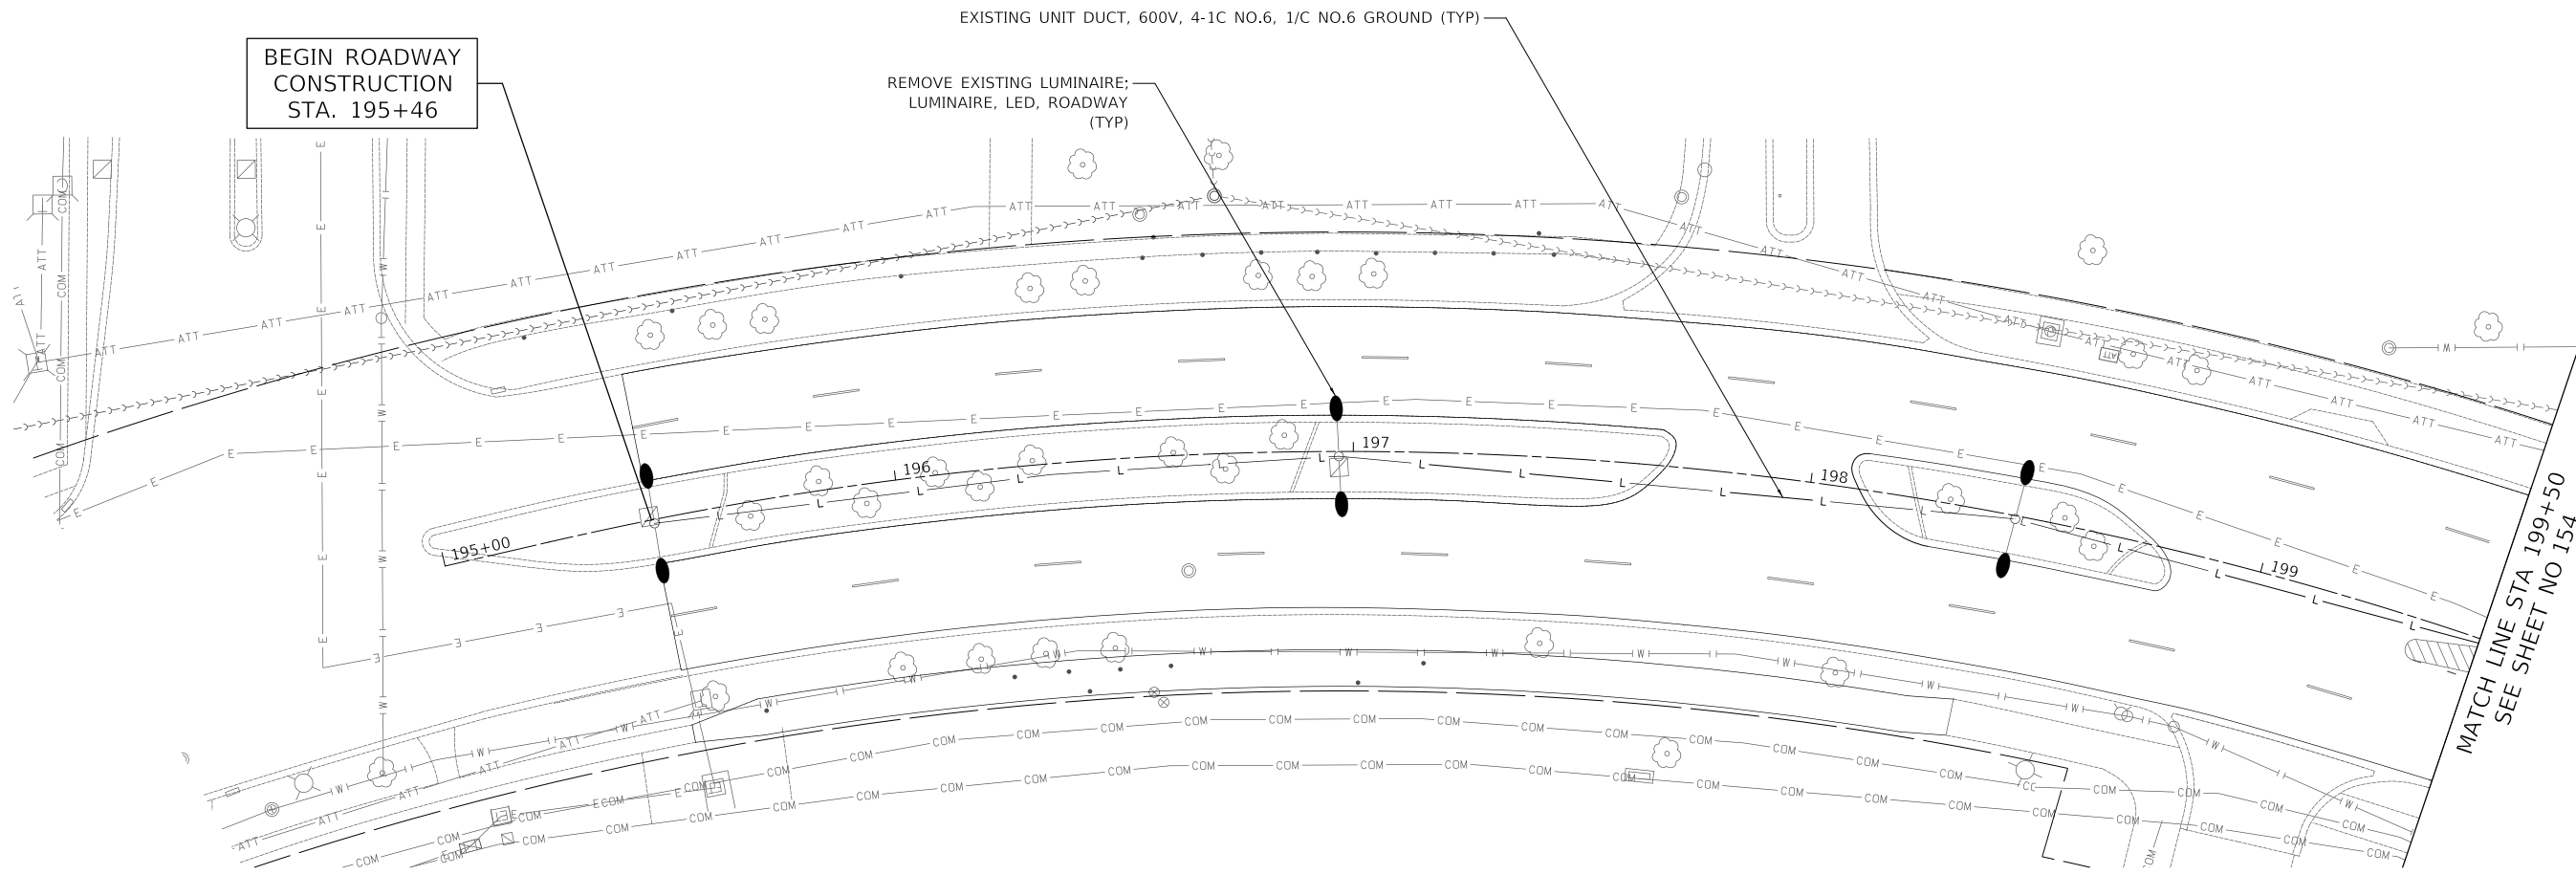 EXISTING UNIT DUCT, 600V, 4-1C NO.6, 1/C NO.6 GROUND (TYP)
BEGIN ROADWAY
CONSTRUCTION
STA. 195+46
REMOVE EXISTING LUMINAIRE;
LUMINAIRE, LED, ROADWAY
(TYP)
195+00
196
197
198
199
MATCH LINE STA 199+50
SEE SHEET NO 154
ATT
COM
E
W
L